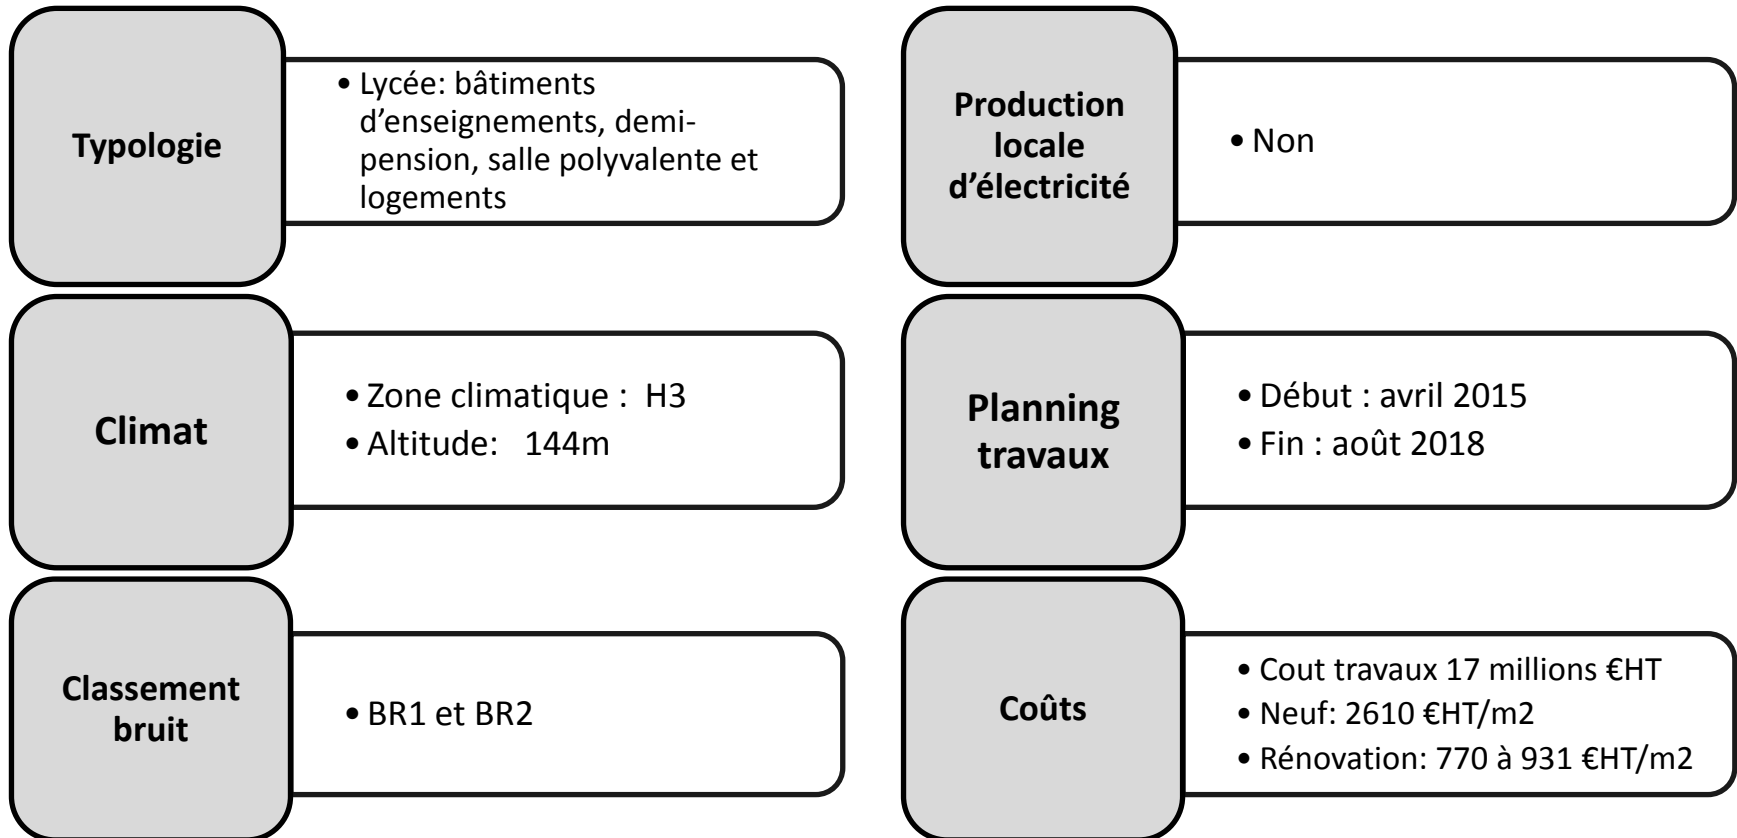 Typologie
• Lycée: bâtiments
d'enseignements, demi-
pension, salle polyvalente et
logements
Climat
• Zone climatique : H3
• Altitude: 144m
Classement
bruit
• BR1 et BR2
Production
locale
d'électricité
• Non
Planning
travaux
• Début : avril 2015
• Fin : août 2018
Coûts
• Cout travaux 17 millions €HT
• Neuf: 2610 €HT/m2
• Rénovation: 770 à 931 €HT/m2